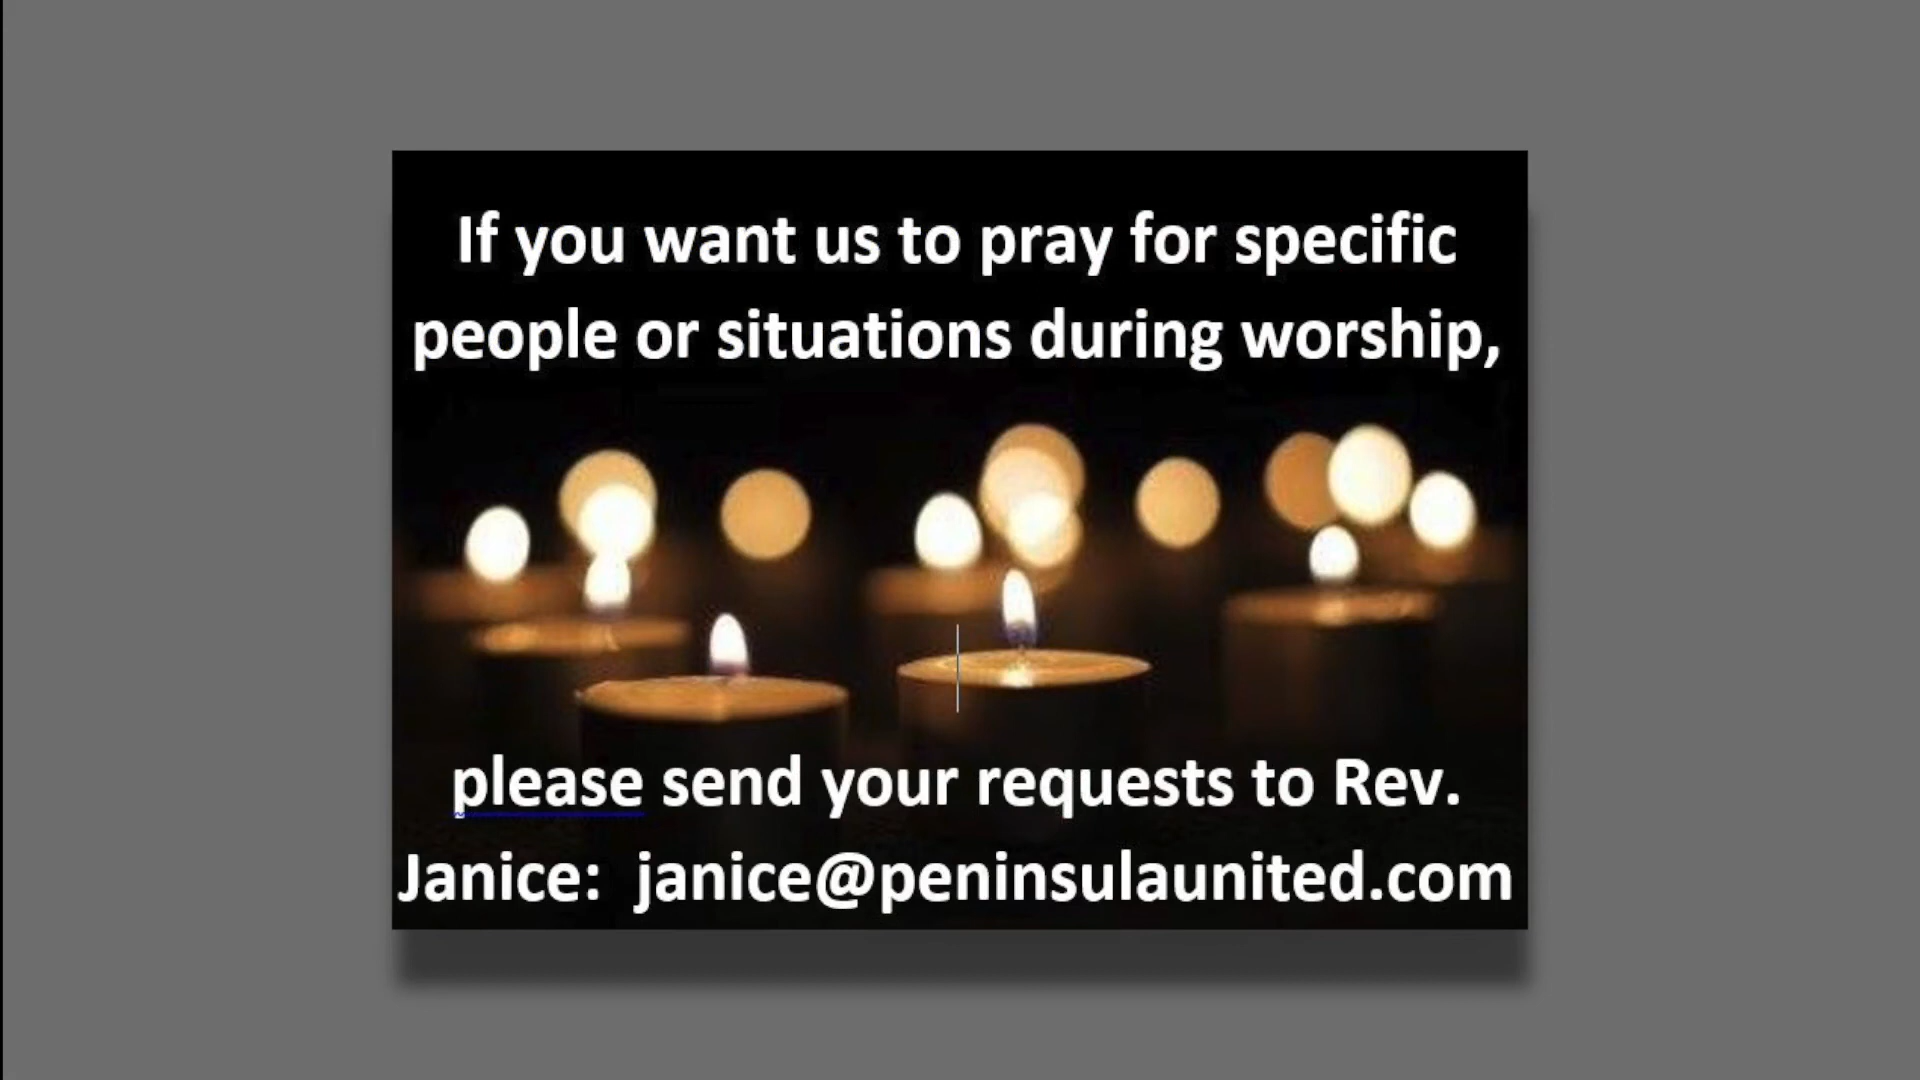 If you want us to pray for specific
people or situations during worship,
please send your requests to Rev.
Janice:  janice@peninsulaunited.com